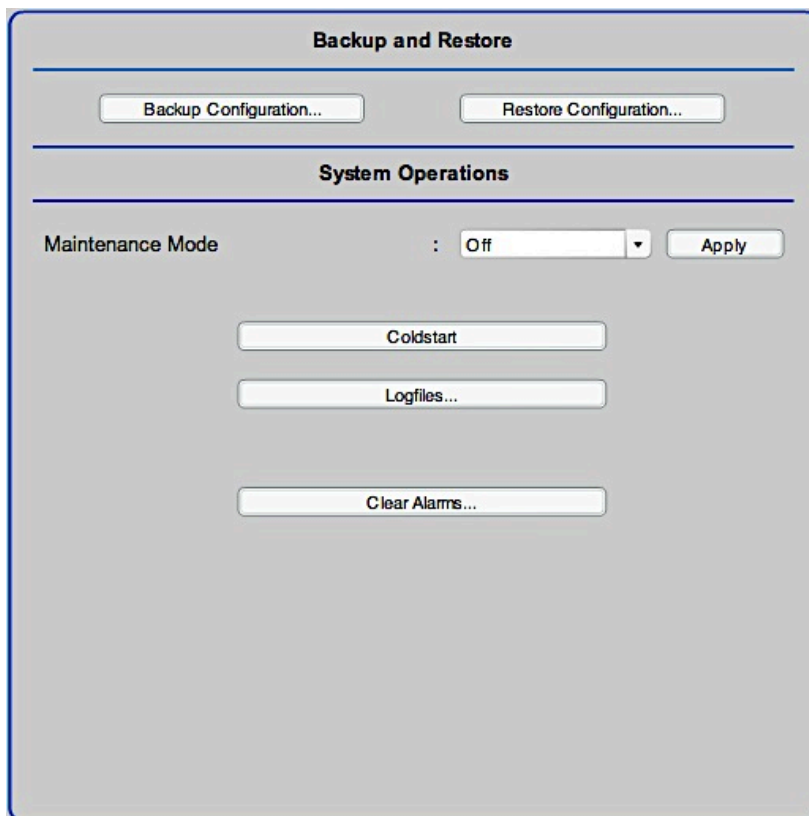 Backup and Restore
Backup Configuration... Restore Configuration...
System Operations
Maintenance Mode : Off Apply
Coldstart
Logfiles...
Clear Alarms...